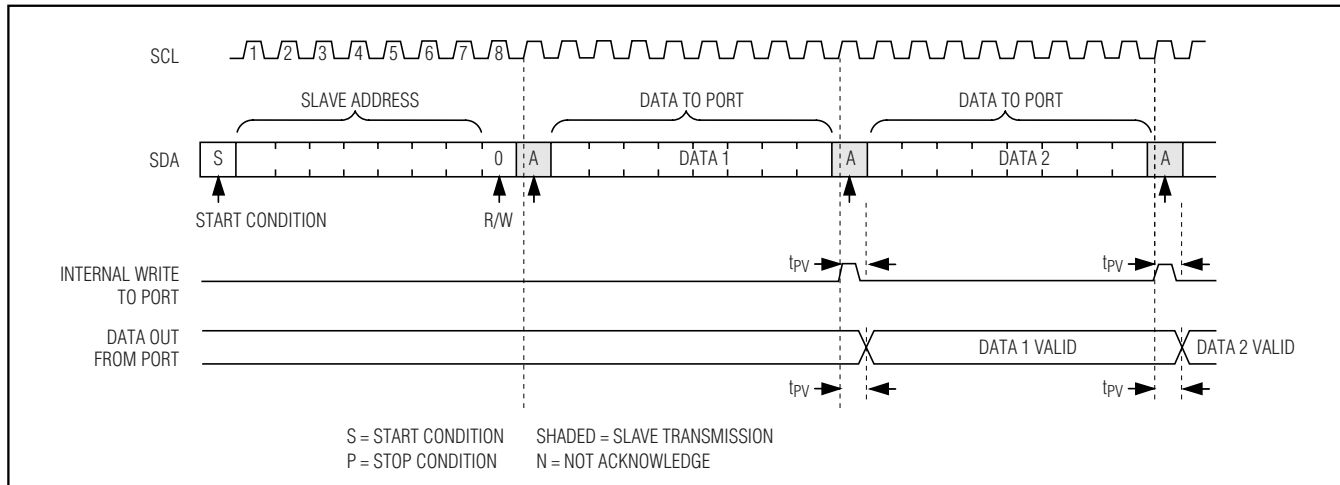 SCL 1 2 3 4 5 6 7 8
SLAVE ADDRESS DATA TO PORT DATA TO PORT
SDA S 0 A DATA 1 A DATA 2 A
START CONDITION R/W
tPV tPV
INTERNAL WRITE
TO PORT
DATA OUT
FROM PORT
DATA 1 VALID DATA 2 VALID
tPV tPV
S = START CONDITION SHADED = SLAVE TRANSMISSION
P = STOP CONDITION N = NOT ACKNOWLEDGE